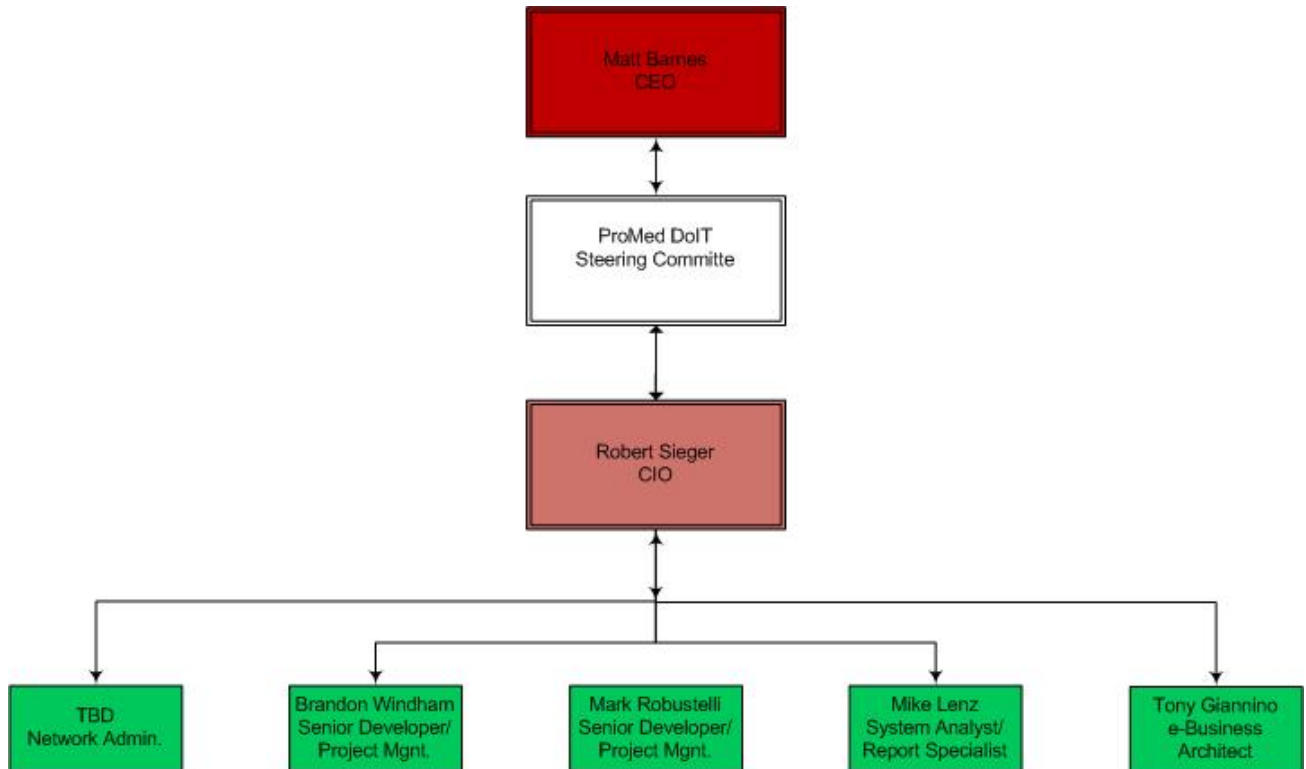 Matt Barnes
CEO
ProMed DoIT
Steering Committe
Robert Sieger
CIO
TBD
Network Admin.
Brandon Windham
Senior Developer/
Project Mgnt.
Mark Robustelli
Senior Developer/
Project Mgnt.
Mike Lenz
System Analyst/
Report Specialist
Tony Giannino
e-Business
Architect